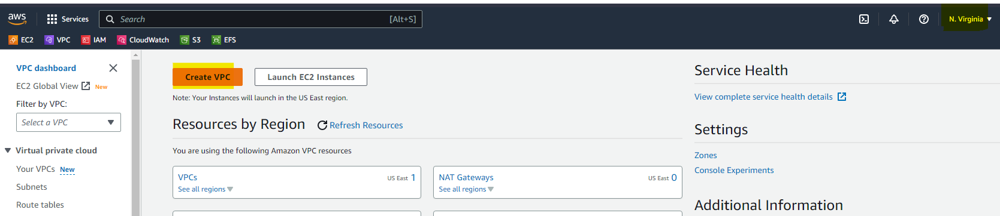 aws
Services
Search
[Alt+S]
N. Virginia
EC2
VPC
IAM
CloudWatch
S3
EFS
VPC dashboard
EC2 Global View
New
Filter by VPC:
Select a VPC
Virtual private cloud
Your VPCs New
Subnets
Route tables
Create VPC
Launch EC2 Instances
Note: Your Instances will launch in the US East region.
Resources by Region
Refresh Resources
You are using the following Amazon VPC resources
VPCs
US East 1
See all regions
NAT Gateways
US East 0
See all regions
Service Health
View complete service health details
Settings
Zones
Console Experiments
Additional Information